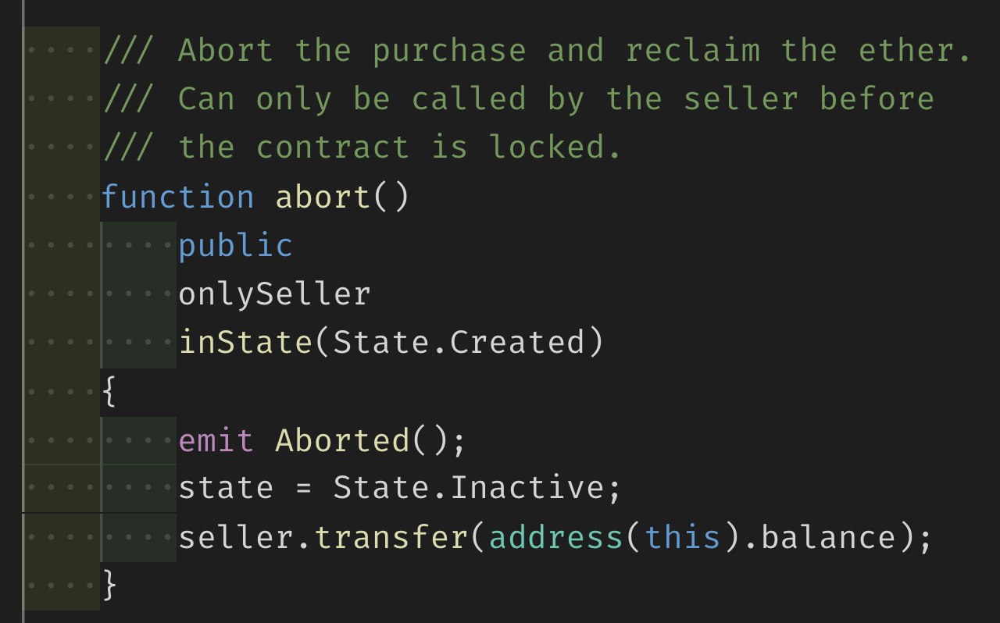 /// Abort the purchase and reclaim the ether.
/// Can only be called by the seller before
/// the contract is locked.
function abort()
public
onlySeller
inState(State.Created)
{
emit Aborted();
state = State.Inactive;
seller.transfer(address(this).balance);
}